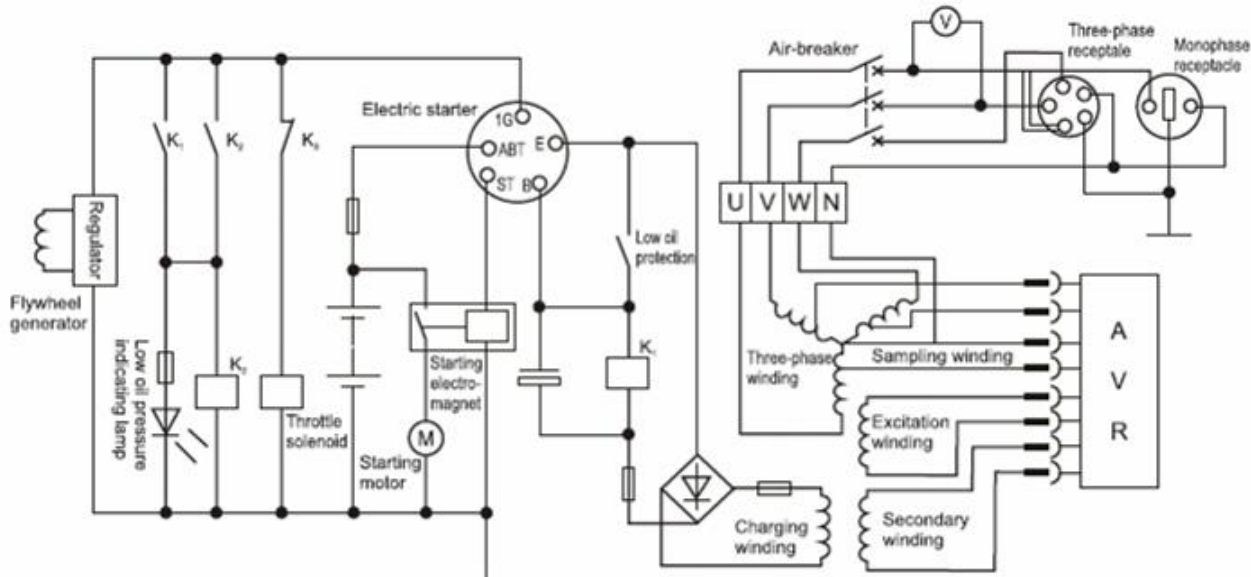 V
Three-phase
receptale
Monophase
receptacle
Air-breaker
Electric starter
1G
ABT
E
ST
B
K₁
K₂
Regulator
Flywheel
generator
U
V
W
N
Low oil
protection
Low oil pressure
indicating lamp
K₂
Throttle
solenoid
Starting
electro-
magnet
M
Starting
motor
Three-phase
winding
Sampling winding
Excitation
winding
Secondary
winding
Charging
winding
A
V
R